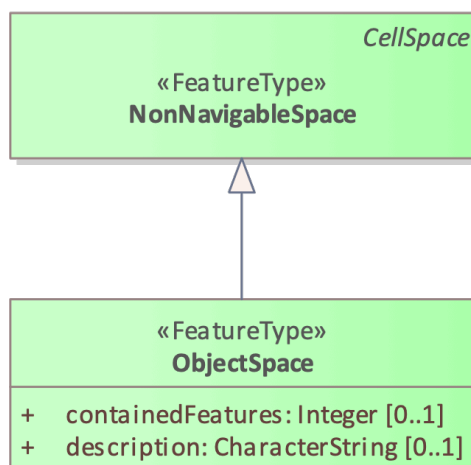 CellSpace
«FeatureType»
NonNavigableSpace
«FeatureType»
ObjectSpace
+ containedFeatures: Integer [0..1]
+ description: CharacterString [0..1]